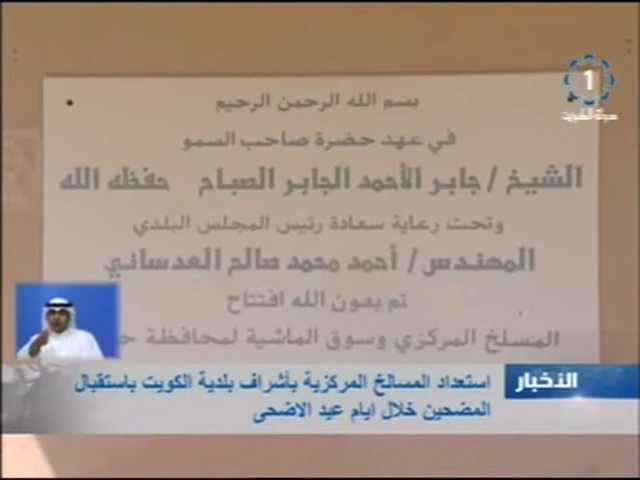 بسم الله الرحمن الرحيم
في عهد حضرة صاحب السمو
الشيخ / جابر الأحمد الجابر الصباح حفظه الله
وتحت رعاية سعادة رئيس المجلس البلدي
المهندس / أحمد محمد صالح العدساني
تم بعون الله افتتاح
المسلخ المركزي وسوق الماشية لمحافظة
1
دولة الكويت
الأخبار
استعداد المسالخ المركزية بأشراف بلدية الكويت باستقبال
المضحين خلال ايام عيد الاضحى